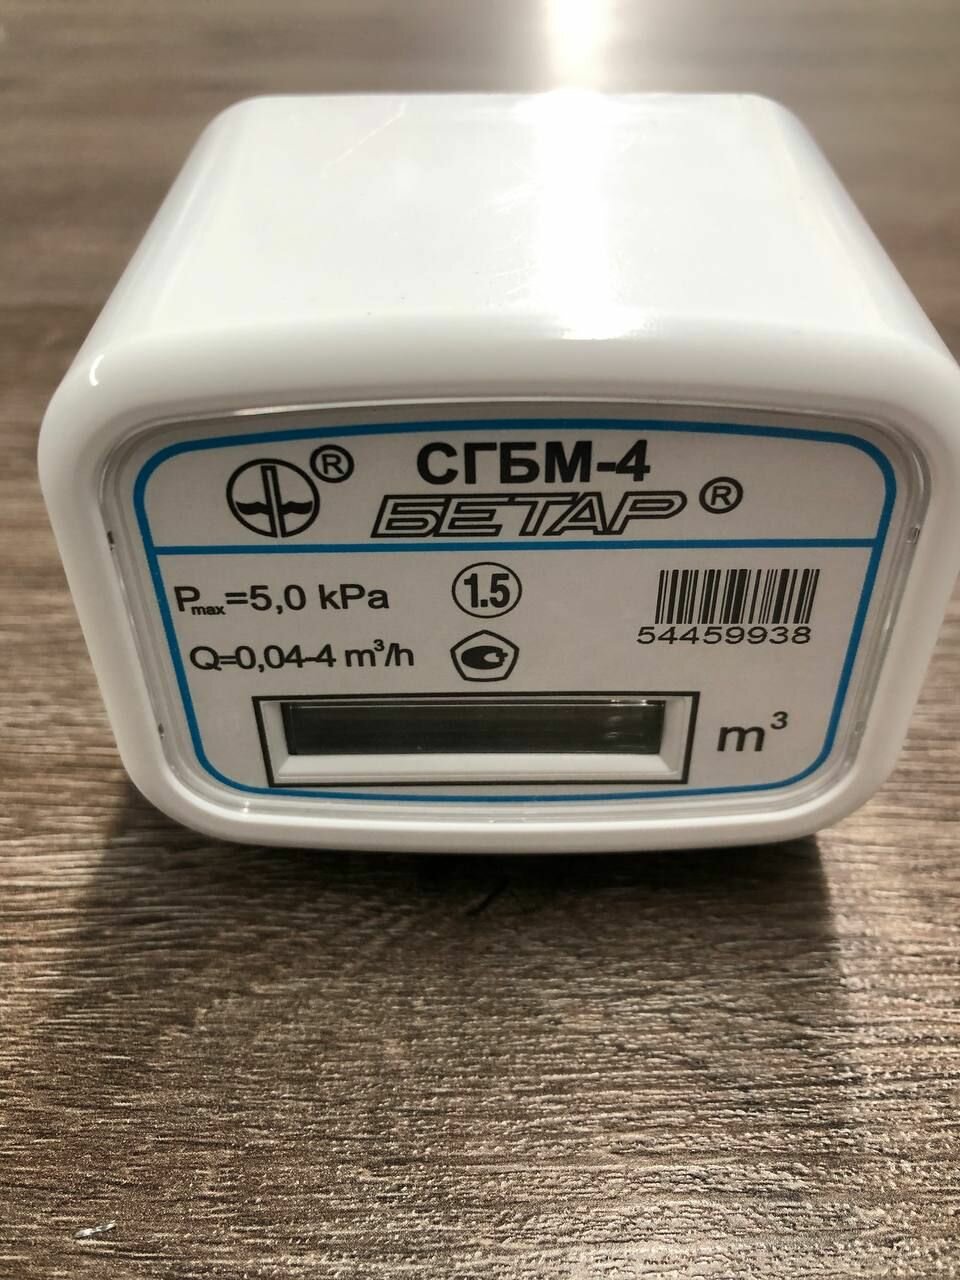 ®
СГБМ-4
БЕТАР ®
Pmax=5,0 kPa
1.5
54459938
Q=0,04-4 m³/h
m³